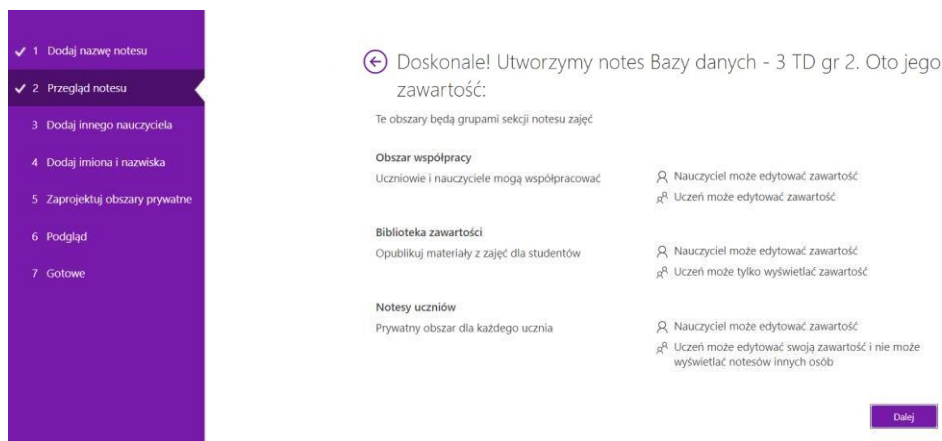 1 Dodaj nazwę notesu
2 Przegląd notesu
3 Dodaj innego nauczyciela
4 Dodaj imiona i nazwiska
5 Zaprojektuj obszary prywatne
6 Podgląd
7 Gotowe
Doskonale! Utworzymy notes Bazy danych - 3 TD gr 2. Oto jego
zawartość:
Te obszary będą grupami sekcji notesu zajęć
Obszar współpracy
Uczniowie i nauczyciele mogą współpracować
Nauczyciel może edytować zawartość
Uczeń może edytować zawartość
Biblioteka zawartości
Opublikuj materiały z zajęć dla studentów
Nauczyciel może edytować zawartość
Uczeń może tylko wyświetlać zawartość
Notesy uczniów
Prywatny obszar dla każdego ucznia
Nauczyciel może edytować zawartość
Uczeń może edytować swoją zawartość i nie może
wyświetlać notesów innych osób
Dalej